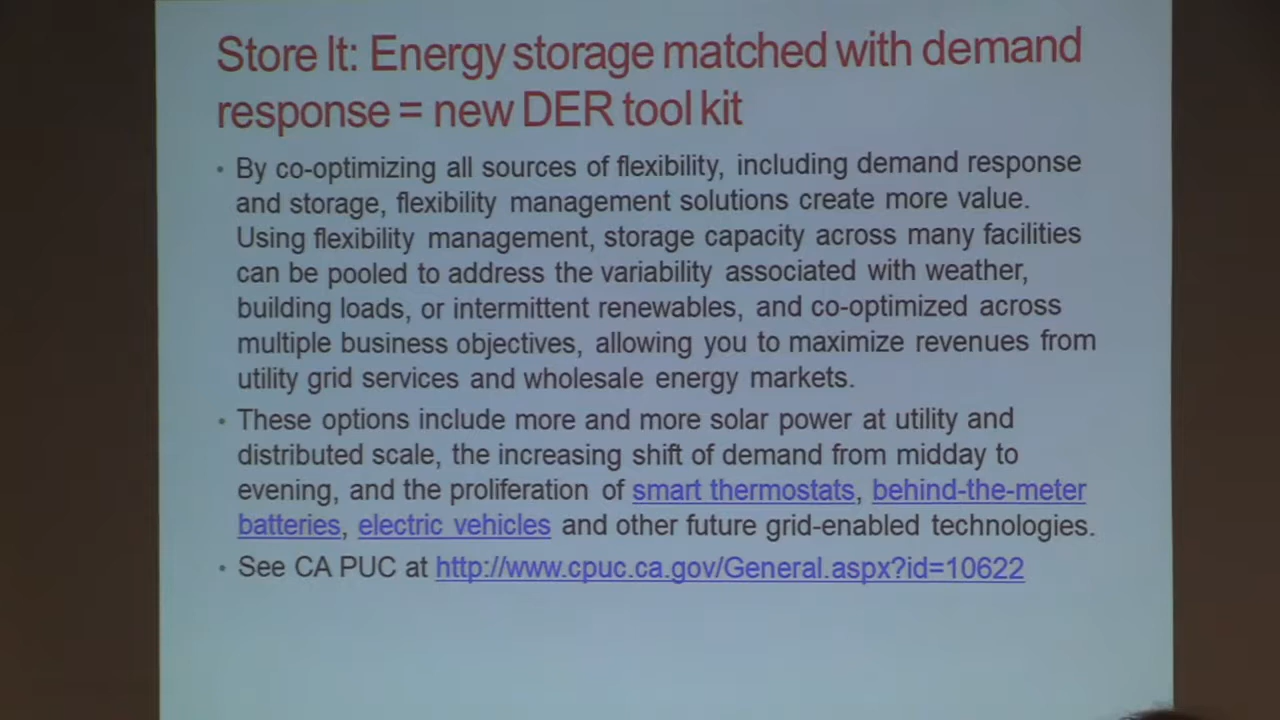 Store It: Energy storage matched with demand
response = new DER tool kit
• By co-optimizing all sources of flexibility, including demand response
and storage, flexibility management solutions create more value.
Using flexibility management, storage capacity across many facilities
can be pooled to address the variability associated with weather,
building loads, or intermittent renewables, and co-optimized across
multiple business objectives, allowing you to maximize revenues from
utility grid services and wholesale energy markets.
• These options include more and more solar power at utility and
distributed scale, the increasing shift of demand from midday to
evening, and the proliferation of smart thermostats, behind-the-meter
batteries, electric vehicles and other future grid-enabled technologies.
• See CA PUC at http://www.cpuc.ca.gov/General.aspx?id=10622